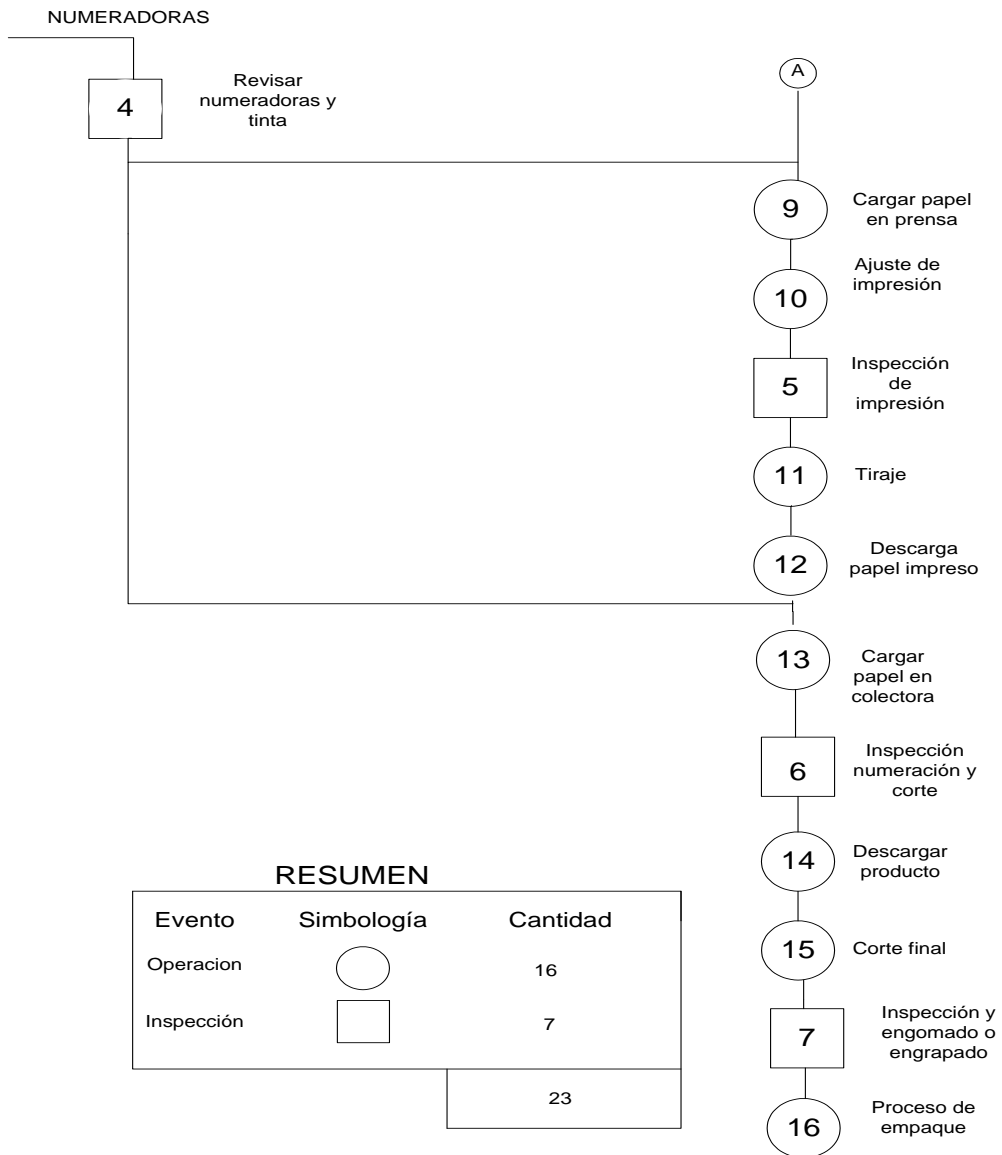 NUMERADORAS
4
Revisar
numeradoras y
tinta
A
9
Cargar papel
en prensa
10
Ajuste de
impresión
5
Inspección
de
impresión
11
Tiraje
12
Descarga
papel impreso
13
Cargar
papel en
colectora
6
Inspección
numeración y
corte
14
Descargar
producto
15
Corte final
7
Inspección y
engomado o
engrapado
16
Proceso de
empaque
RESUMEN
Evento Simbología Cantidad
Operacion 16
Inspección 7
23